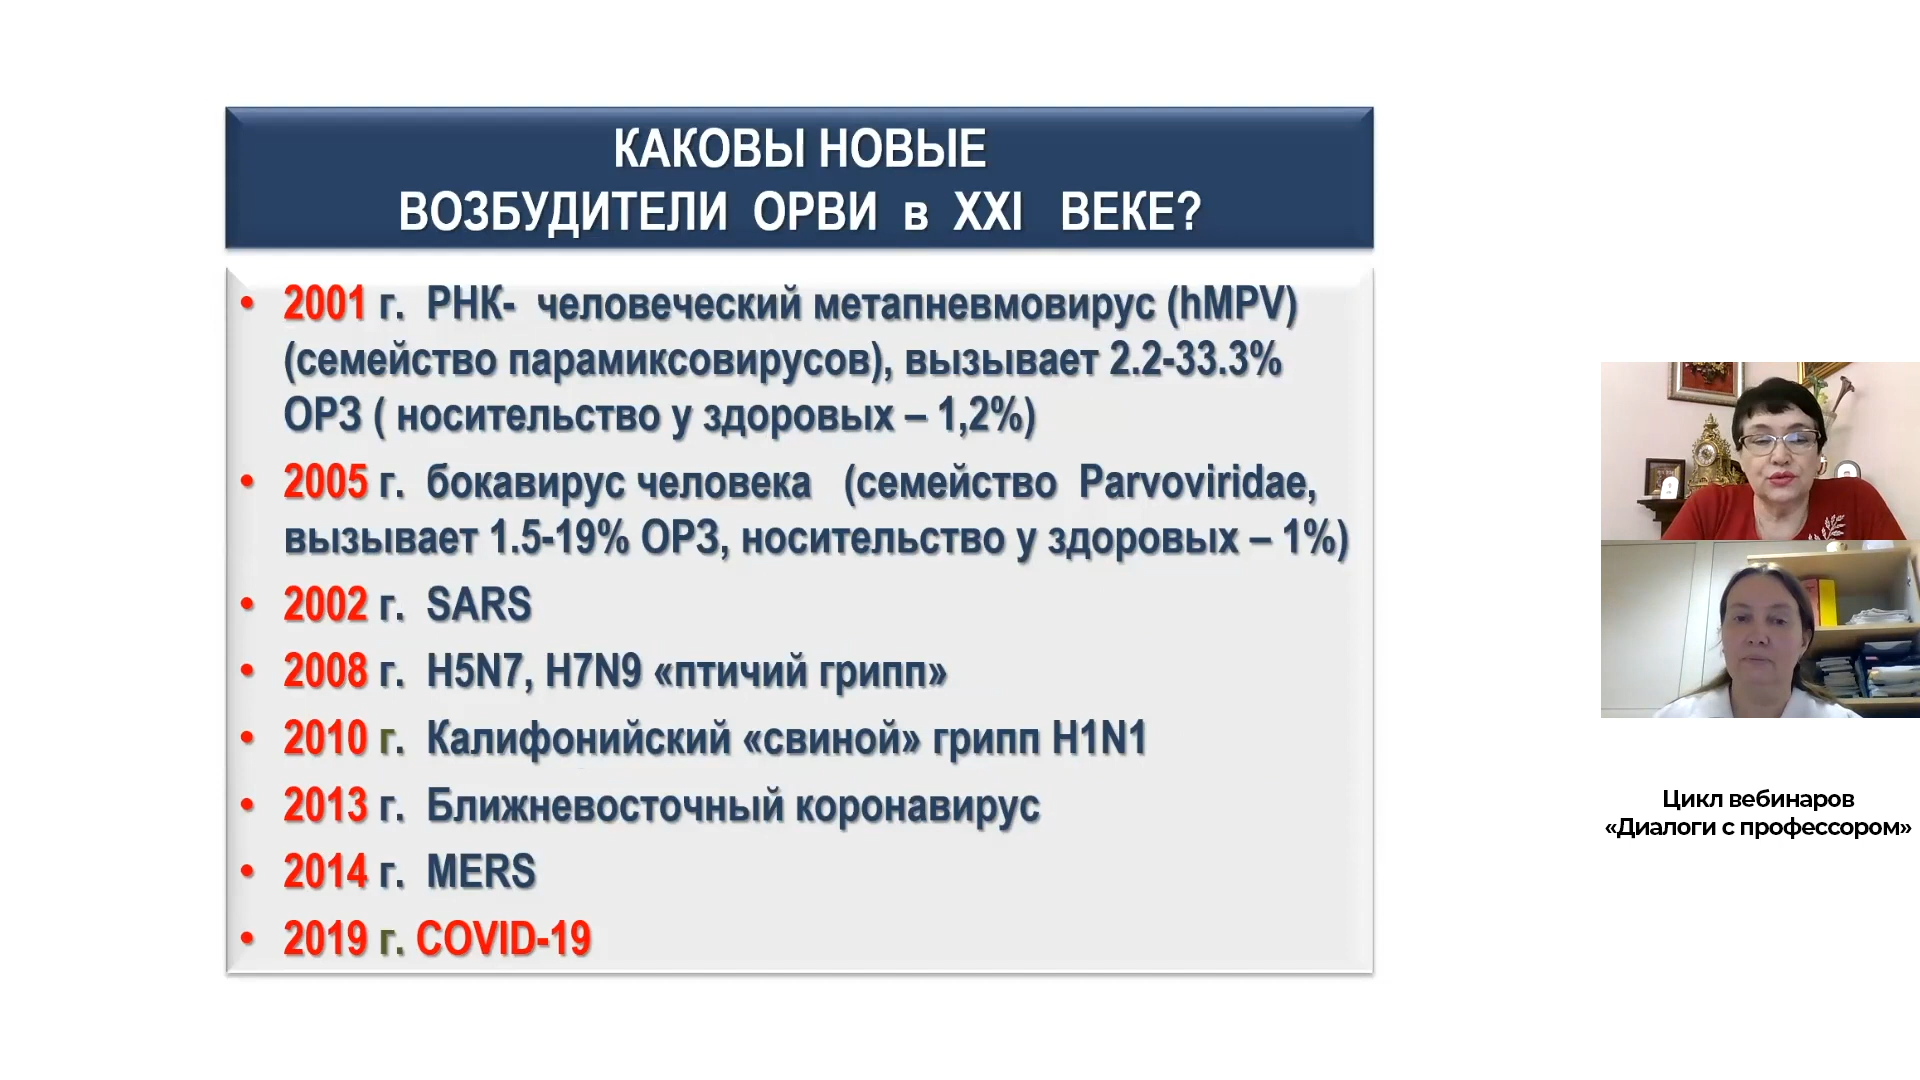 КАКОВЫ НОВЫЕ
ВОЗБУДИТЕЛИ ОРВИ в XXI ВЕКЕ?
• 2001 г. РНК- человеческий метапневмовирус (hMPV)
(семейство парамиксовирусов), вызывает 2.2-33.3%
ОРЗ ( носительство у здоровых – 1,2%)
• 2005 г. бокавирус человека (семейство Parvoviridae,
вызывает 1.5-19% ОРЗ, носительство у здоровых – 1%)
• 2002 г. SARS
• 2008 г. H5N7, H7N9 «птичий грипп»
• 2010 г. Калифонийский «свиной» грипп H1N1
• 2013 г. Ближневосточный коронавирус
• 2014 г. MERS
• 2019 г. COVID-19
Цикл вебинаров
«Диалоги с профессором»